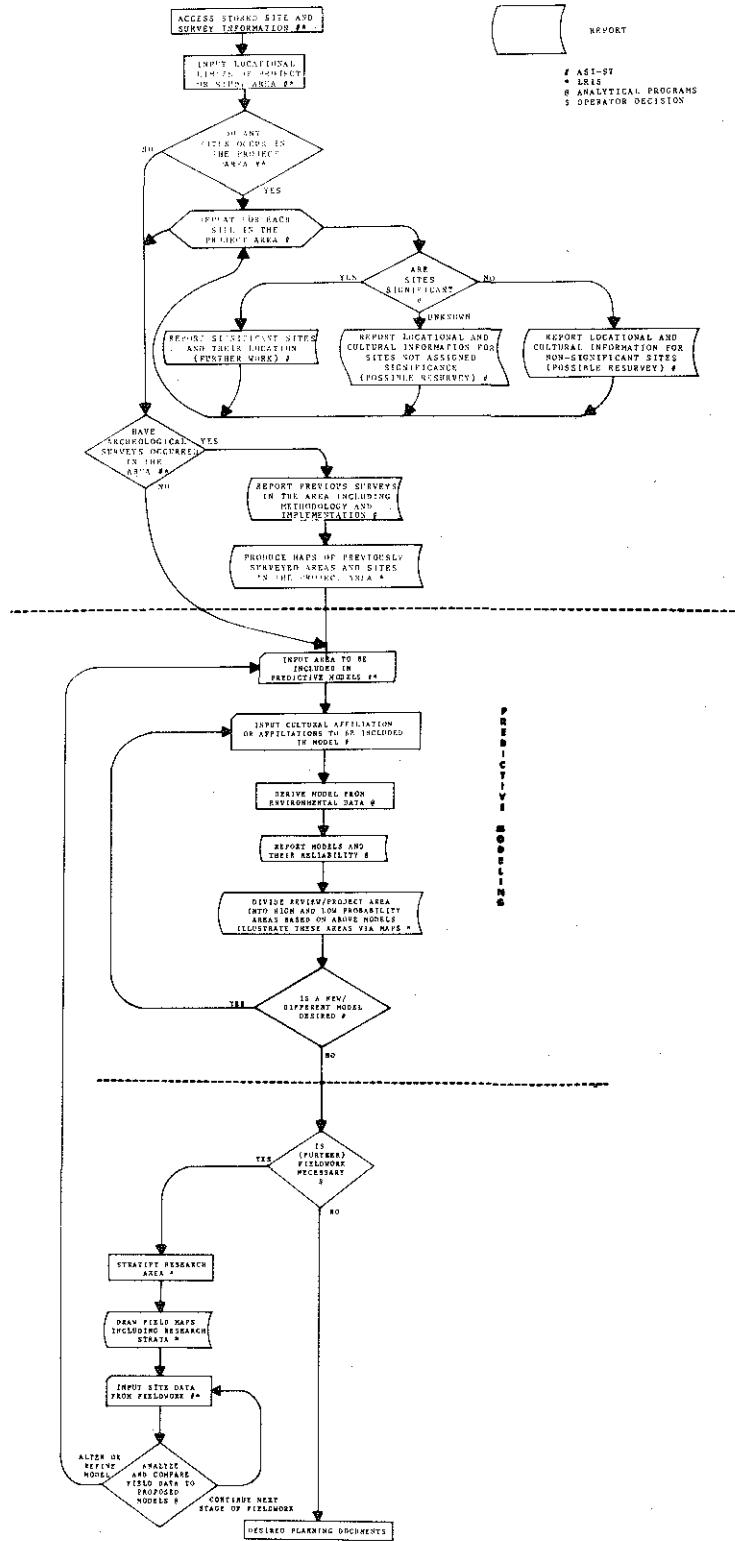 ACCESS STORED SITE AND
SURVEY INFORMATION #*
REPORT
# ASI-ST
* LRIS
@ ANALYTICAL PROGRAMS
$ OPERATOR DECISION
INPUT LOCATIONAL
LIMITS OF PROJECT
OR STUDY AREA #*
DO ANY
SITES OCCUR IN
THE PROJECT
AREA #*
NO
YES
REPEAT FOR EACH
SITE IN THE
PROJECT AREA #
ARE
SITES
SIGNIFICANT
#
YES
NO
UNKNOWN
REPORT SIGNIFICANT SITES
AND THEIR LOCATION
(FURTHER WORK) #
REPORT LOCATIONAL AND
CULTURAL INFORMATION FOR
SITES NOT ASSIGNED
SIGNIFICANCE
(POSSIBLE RESURVEY) #
REPORT LOCATIONAL AND
CULTURAL INFORMATION FOR
NON-SIGNIFICANT SITES
(POSSIBLE RESURVEY) #
HAVE
ARCHEOLOGICAL
SURVEYS OCCURRED
IN THE
AREA #*
YES
NO
REPORT PREVIOUS SURVEYS
IN THE AREA INCLUDING
METHODOLOGY AND
IMPLEMENTATION #
PRODUCE MAPS OF PREVIOUSLY
SURVEYED AREAS AND SITES
IN THE PROJECT AREA *
INPUT AREA TO BE
INCLUDED IN
PREDICTIVE MODELS #*
INPUT CULTURAL AFFILIATION
OR AFFILIATIONS TO BE INCLUDED
IN MODEL #
DERIVE MODEL FROM
ENVIRONMENTAL DATA @
REPORT MODELS AND
THEIR RELIABILITY @
DIVIDE REVIEW/PROJECT AREA
INTO HIGH AND LOW PROBABILITY
AREAS BASED ON ABOVE MODELS
ILLUSTRATE THESE AREAS VIA MAPS *
PREDICTIVE MODELING
IS A NEW/
DIFFERENT MODEL
DESIRED $
YES
NO
IS
(FURTHER)
FIELDWORK
NECESSARY
$
YES
NO
STRATIFY RESEARCH
AREA *
DRAW FIELD MAPS
INCLUDING RESEARCH
STRATA *
INPUT SITE DATA
FROM FIELDWORK #*
ALTER OR
REFINE
MODEL
ANALYZE
AND COMPARE
FIELD DATA TO
PROPOSED
MODELS @
CONTINUE NEXT
STAGE OF FIELDWORK
DESIRED PLANNING DOCUMENTS